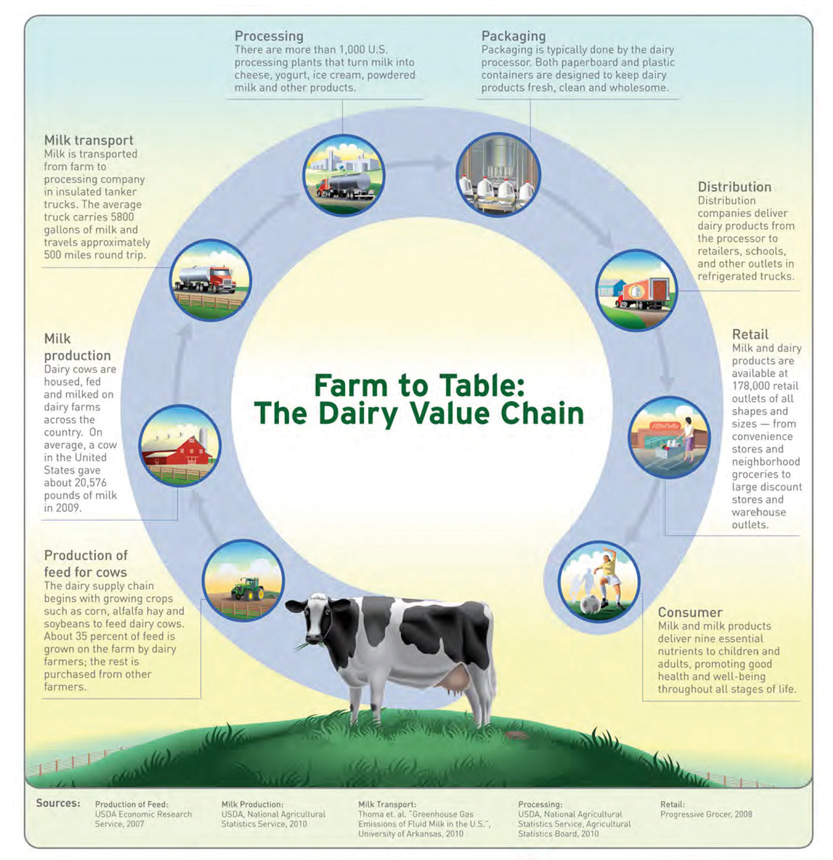 Processing
There are more than 1,000 U.S.
processing plants that turn milk into
cheese, yogurt, ice cream, powdered
milk and other products.
Packaging
Packaging is typically done by the dairy
processor. Both paperboard and plastic
containers are designed to keep dairy
products fresh, clean and wholesome.
Milk transport
Milk is transported
from farm to
processing company
in insulated tanker
trucks. The average
truck carries 5800
gallons of milk and
travels approximately
500 miles round trip.
Distribution
Distribution
companies deliver
dairy products from
the processor to
retailers, schools,
and other outlets in
refrigerated trucks.
Milk
production
Dairy cows are
housed, fed
and milked on
dairy farms
across the
country. On
average, a cow
in the United
States gave
about 20,576
pounds of milk
in 2009.
Farm to Table:
The Dairy Value Chain
Retail
Milk and dairy
products are
available at
178,000 retail
outlets of all
shapes and
sizes — from
convenience
stores and
neighborhood
groceries to
large discount
stores and
warehouse
outlets.
Production of
feed for cows
The dairy supply chain
begins with growing crops
such as corn, alfalfa hay and
soybeans to feed dairy cows.
About 35 percent of feed is
grown on the farm by dairy
farmers; the rest is
purchased from other
farmers.
Consumer
Milk and milk products
deliver nine essential
nutrients to children and
adults, promoting good
health and well-being
throughout all stages of life.
Sources:
Production of Feed:
USDA Economic Research
Service, 2007
Milk Production:
USDA, National Agricultural
Statistics Service, 2010
Milk Transport:
Thoma et. al. "Greenhouse Gas
Emissions of Fluid Milk in the U.S.",
University of Arkansas, 2010
Processing:
USDA, National Agricultural
Statistics Service, Agricultural
Statistics Board, 2010
Retail:
Progressive Grocer, 2008